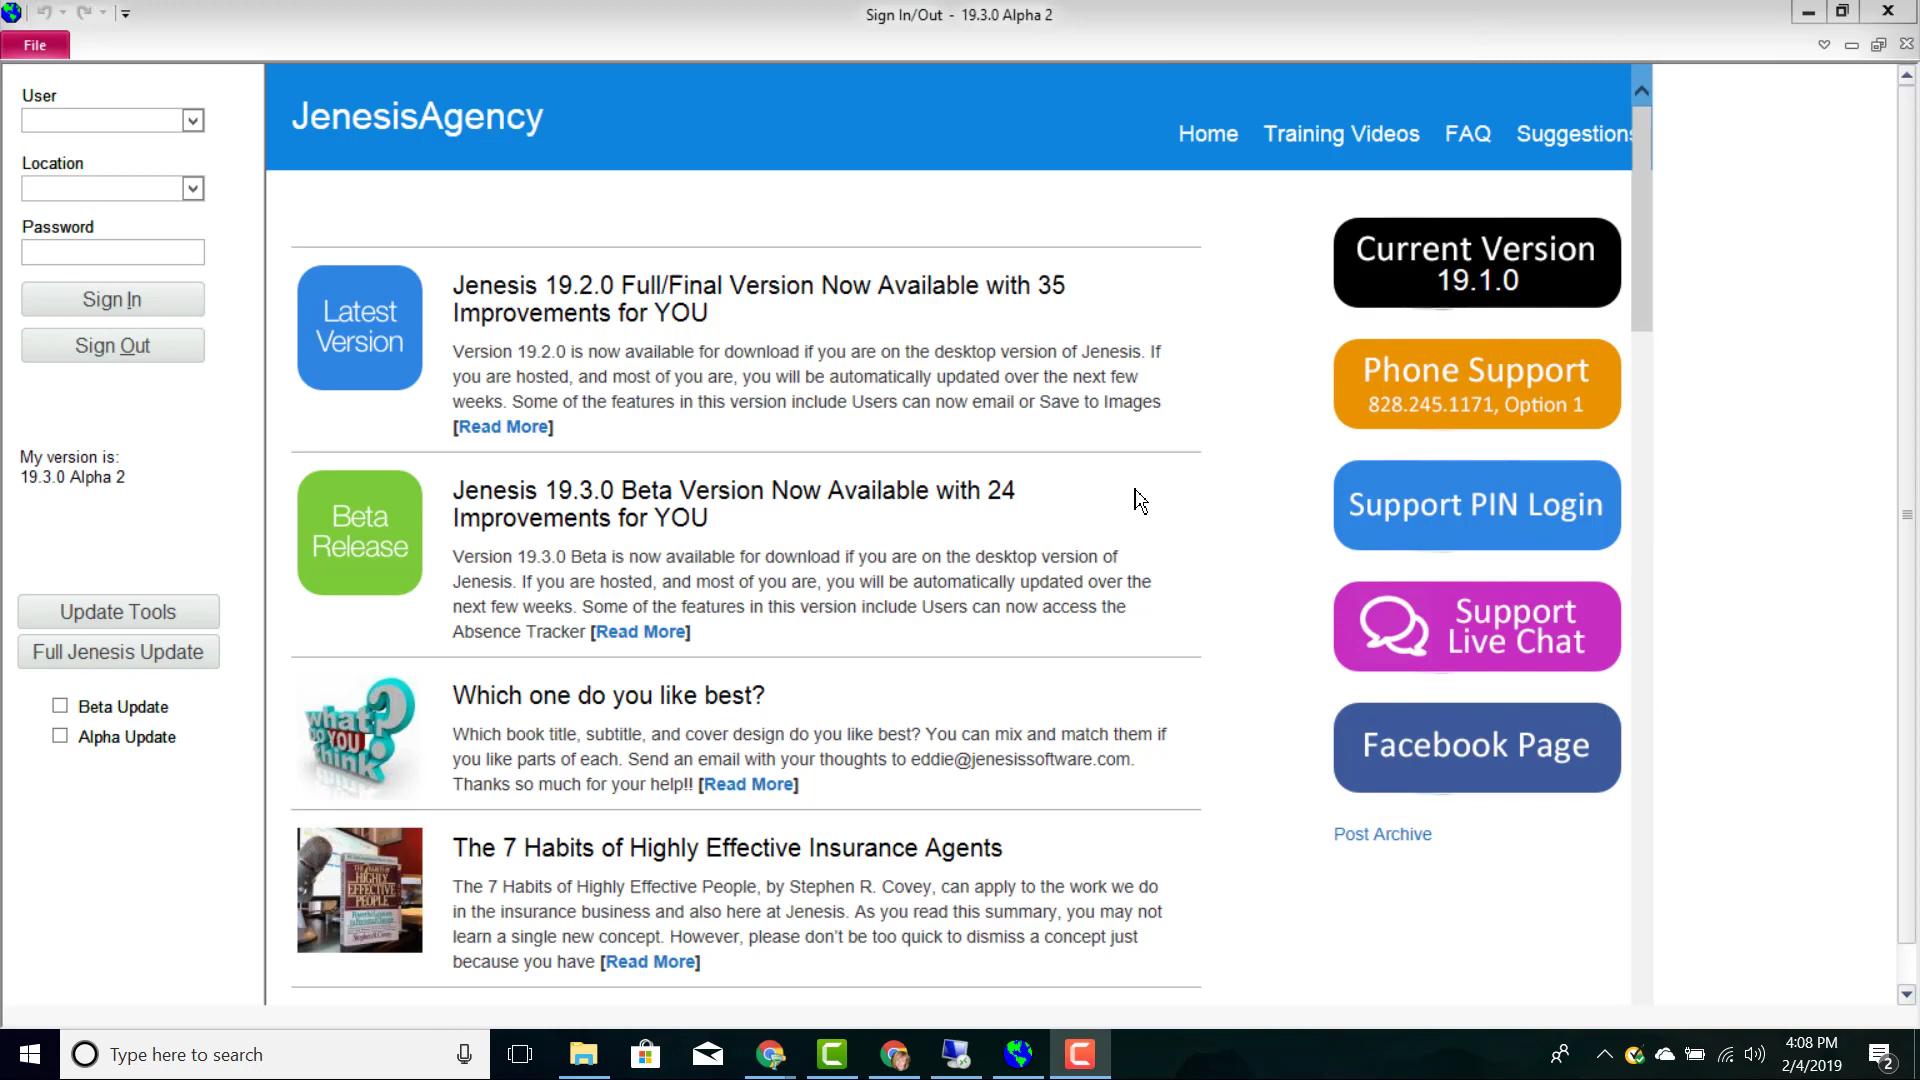 Sign In/Out - 19.3.0 Alpha 2
File
User
Location
Password
Sign In
Sign Out
My version is:
19.3.0 Alpha 2
Update Tools
Full Jenesis Update
Beta Update
Alpha Update
JenesisAgency
Home Training Videos FAQ Suggestions
Latest
Version
Jenesis 19.2.0 Full/Final Version Now Available with 35
Improvements for YOU
Version 19.2.0 is now available for download if you are on the desktop version of Jenesis. If
you are hosted, and most of you are, you will be automatically updated over the next few
weeks. Some of the features in this version include Users can now email or Save to Images
[Read More]
Beta
Release
Jenesis 19.3.0 Beta Version Now Available with 24
Improvements for YOU
Version 19.3.0 Beta is now available for download if you are on the desktop version of
Jenesis. If you are hosted, and most of you are, you will be automatically updated over the
next few weeks. Some of the features in this version include Users can now access the
Absence Tracker [Read More]
what
do YOU
think
?
Which one do you like best?
Which book title, subtitle, and cover design do you like best? You can mix and match them if
you like parts of each. Send an email with your thoughts to eddie@jenesissoftware.com.
Thanks so much for your help!! [Read More]
THE 7 HABITS OF
HIGHLY
EFFECTIVE
PEOPLE
Stephen R. Covey
The 7 Habits of Highly Effective Insurance Agents
The 7 Habits of Highly Effective People, by Stephen R. Covey, can apply to the work we do
in the insurance business and also here at Jenesis. As you read this summary, you may not
learn a single new concept. However, please don't be too quick to dismiss a concept just
because you have [Read More]
Current Version
19.1.0
Phone Support
828.245.1171, Option 1
Support PIN Login
Support
Live Chat
Facebook Page
Post Archive
Type here to search
4:08 PM
2/4/2019
2